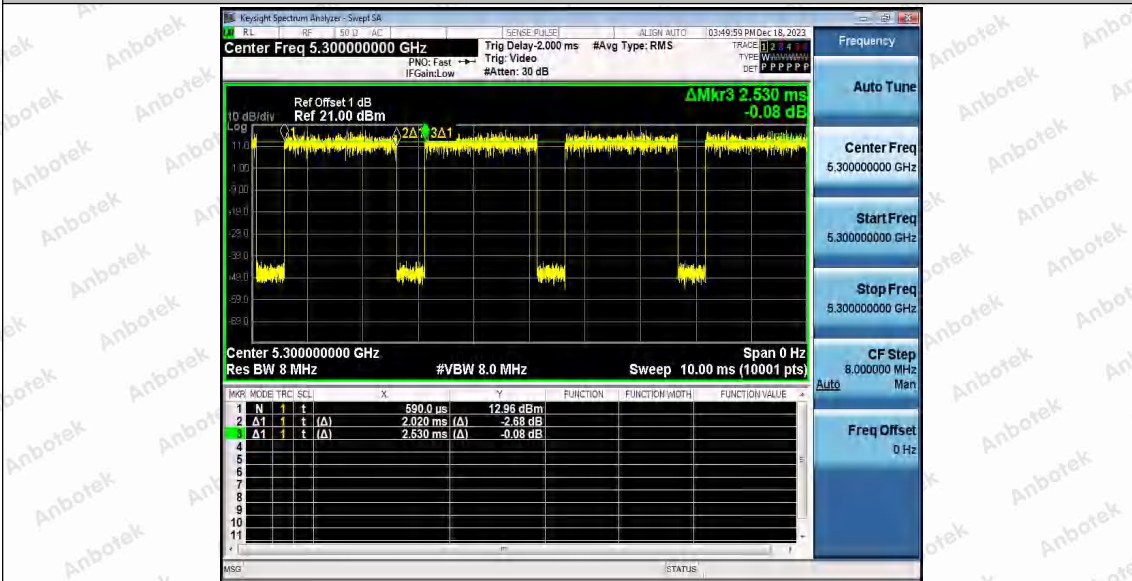 Keysight Spectrum Analyzer - Swept SA
RL RF 50 Ω AC SENSE:PULSE ALIGN AUTO 03:49:59 PM Dec 18, 2023
Center Freq 5.300000000 GHz
PNO: Fast
IFGain:Low
Trig Delay-2.000 ms
Trig: Video
#Atten: 30 dB
#Avg Type: RMS
TRACE 1 2 3 4 5 6
TYPE
DET P P P P P P
ΔMkr3 2.530 ms
-0.08 dB
Ref Offset 1 dB
10 dB/div Ref 21.00 dBm
Log
1 2Δ1 3Δ1
11.0
1.00
-9.00
-19.0
-29.0
-39.0
-49.0
-59.0
-69.0
Center 5.300000000 GHz Span 0 Hz
Res BW 8 MHz #VBW 8.0 MHz Sweep 10.00 ms (10001 pts)
MKR MODE TRC SCL X Y FUNCTION FUNCTION WIDTH FUNCTION VALUE
1 N 1 t 590.0 µs 12.96 dBm
2 Δ1 1 t (Δ) 2.020 ms (Δ) -2.68 dB
3 Δ1 1 t (Δ) 2.530 ms (Δ) -0.08 dB
4
5
6
7
8
9
10
11
MSG STATUS
Frequency
Auto Tune
Center Freq
5.300000000 GHz
Start Freq
5.300000000 GHz
Stop Freq
5.300000000 GHz
CF Step
8.000000 MHz
Auto Man
Freq Offset
0 Hz
Anbotek